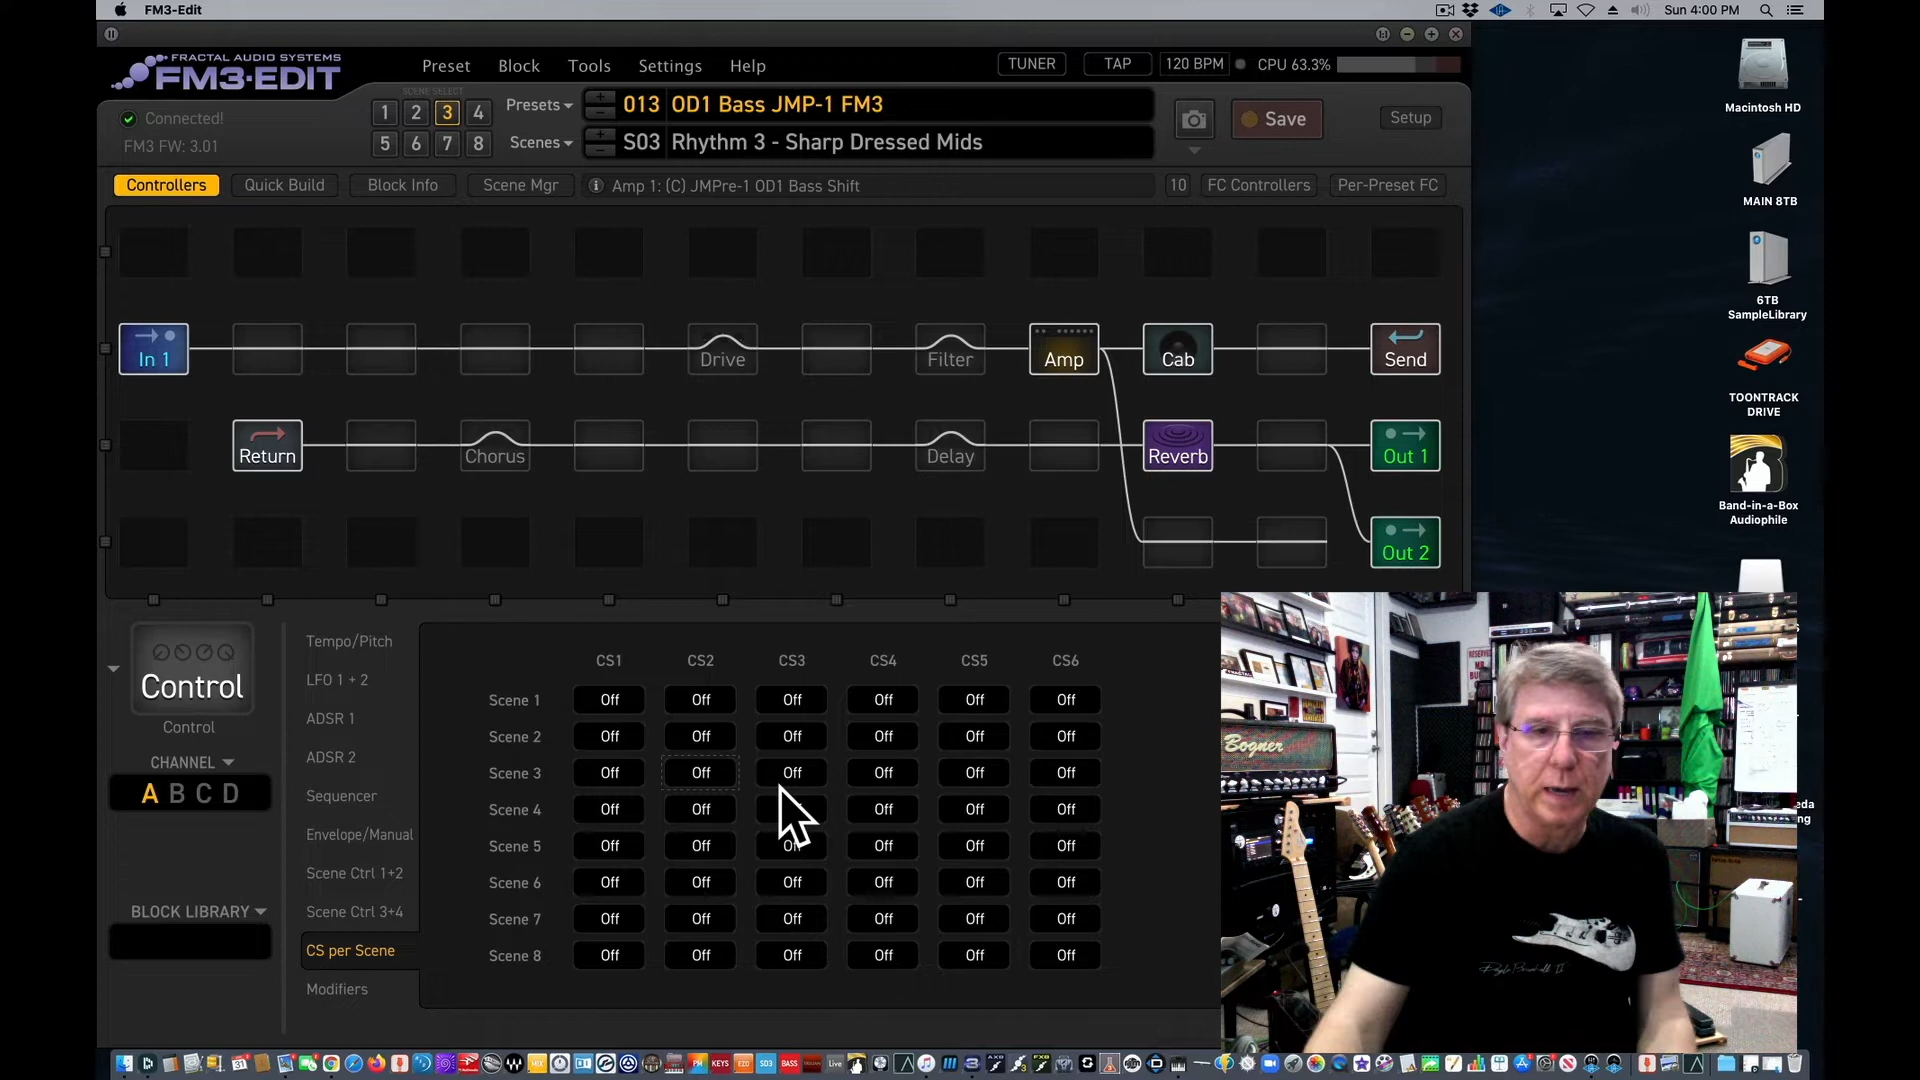 FM3-Edit
Sun 4:00 PM
FRACTAL AUDIO SYSTEMS
FM3·EDIT
Preset Block Tools Settings Help
TUNER TAP 120 BPM CPU 63.3%
SCENE SELECT
1 2 3 4
5 6 7 8
Presets 013 OD1 Bass JMP-1 FM3
Scenes S03 Rhythm 3 - Sharp Dressed Mids
Save
Setup
Connected!
FM3 FW: 3.01
Controllers Quick Build Block Info Scene Mgr Amp 1: (C) JMPre-1 OD1 Bass Shift 10 FC Controllers Per-Preset FC
In 1 Drive Filter Amp Cab Send
Return Chorus Delay Reverb Out 1
Out 2
Control
Control
CHANNEL
A B C D
BLOCK LIBRARY
Tempo/Pitch
LFO 1 + 2
ADSR 1
ADSR 2
Sequencer
Envelope/Manual
Scene Ctrl 1+2
Scene Ctrl 3+4
CS per Scene
Modifiers
CS1 CS2 CS3 CS4 CS5 CS6
Scene 1 Off Off Off Off Off Off
Scene 2 Off Off Off Off Off Off
Scene 3 Off Off Off Off Off Off
Scene 4 Off Off Off Off Off
Scene 5 Off Off Off Off Off Off
Scene 6 Off Off Off Off Off Off
Scene 7 Off Off Off Off Off Off
Scene 8 Off Off Off Off Off Off
Macintosh HD
MAIN 8TB
6TB
SampleLibrary
TOONTRACK
DRIVE
Band-in-a-Box
Audiophile
Bogner
RESERVED